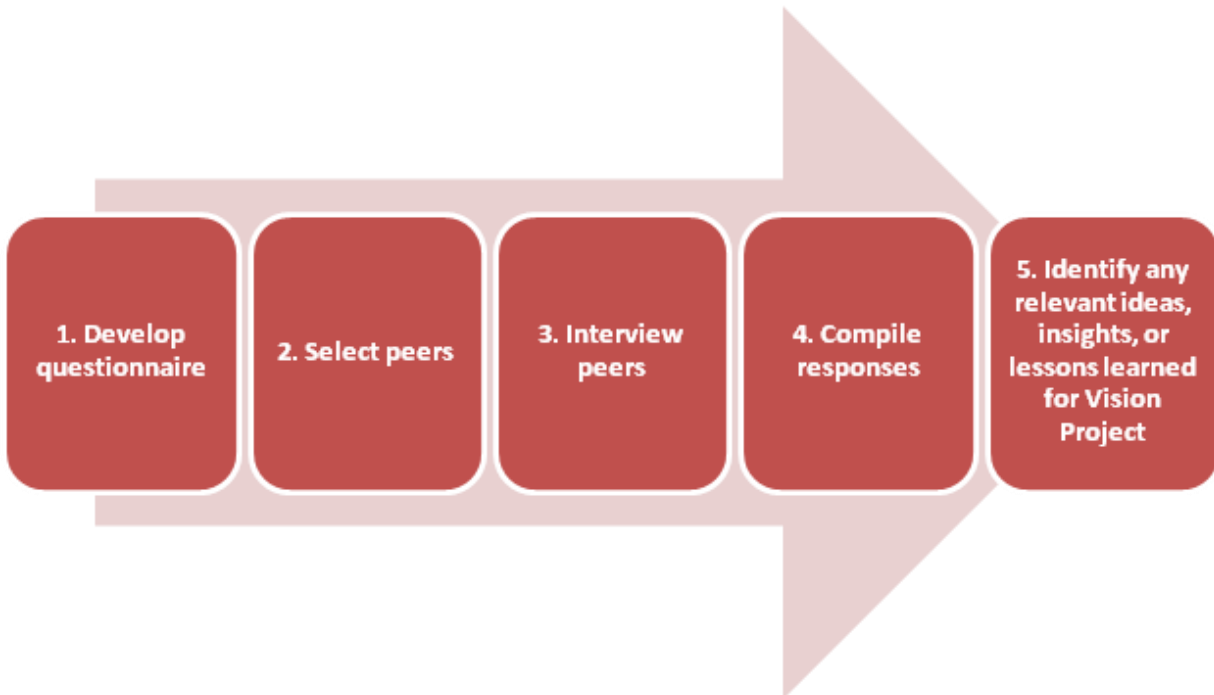 1. Develop
questionnaire
2. Select peers
3. Interview
peers
4. Compile
responses
5. Identify any
relevant ideas,
insights, or
lessons learned
for Vision
Project